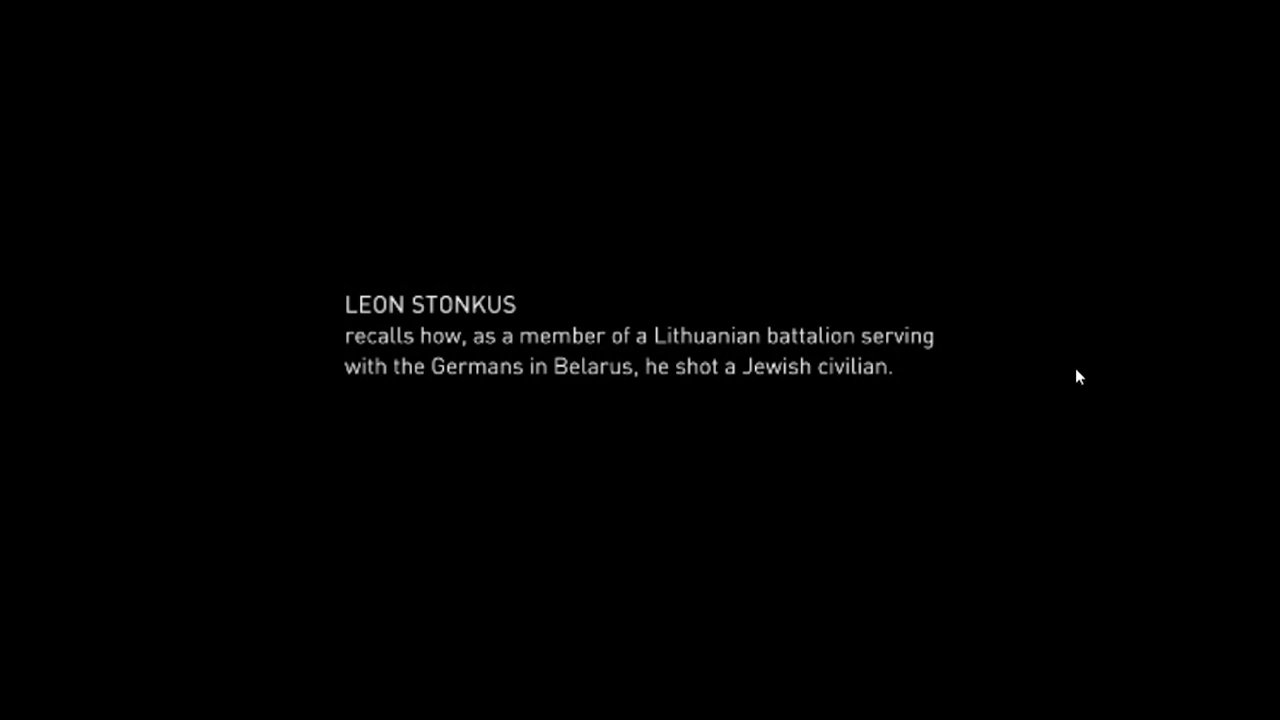 LEON STONKUS
recalls how, as a member of a Lithuanian battalion serving
with the Germans in Belarus, he shot a Jewish civilian.